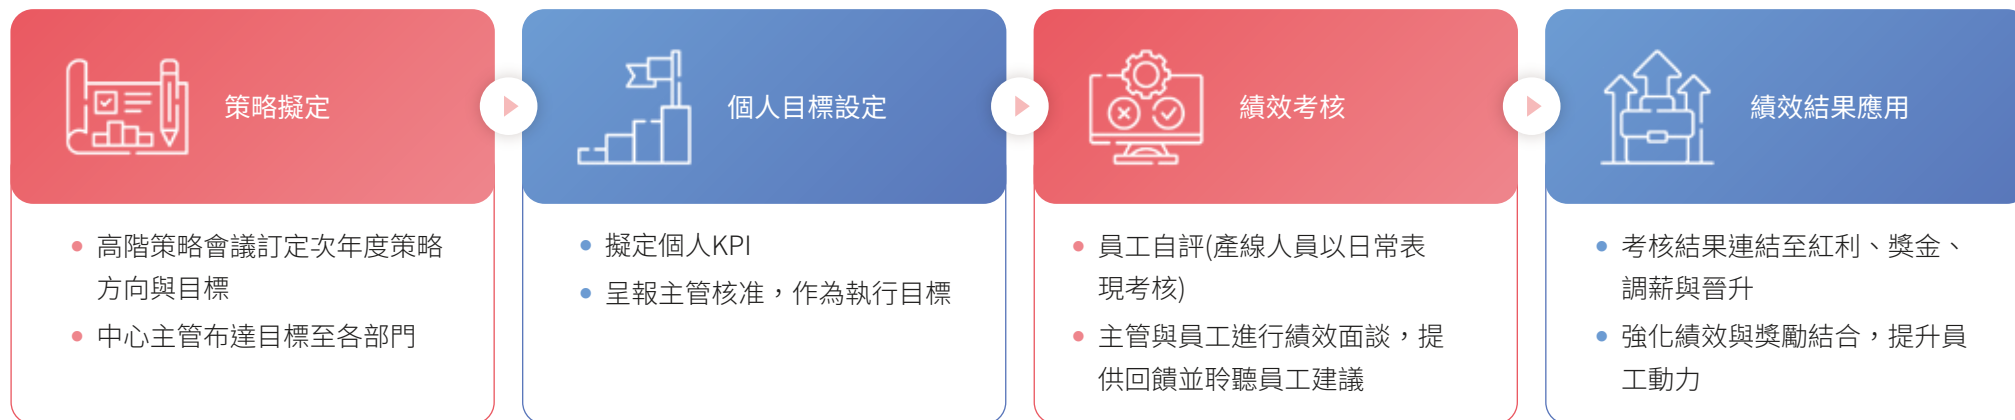 策略擬定
高階策略會議訂定次年度策略
方向與目標
中心主管布達目標至各部門
個人目標設定
擬定個人KPI
呈報主管核准，作為執行目標
績效考核
員工自評(產線人員以日常表
現考核)
主管與員工進行績效面談，提
供回饋並聆聽員工建議
績效結果應用
考核結果連結至紅利、獎金、
調薪與晉升
強化績效與獎勵結合，提升員
工動力